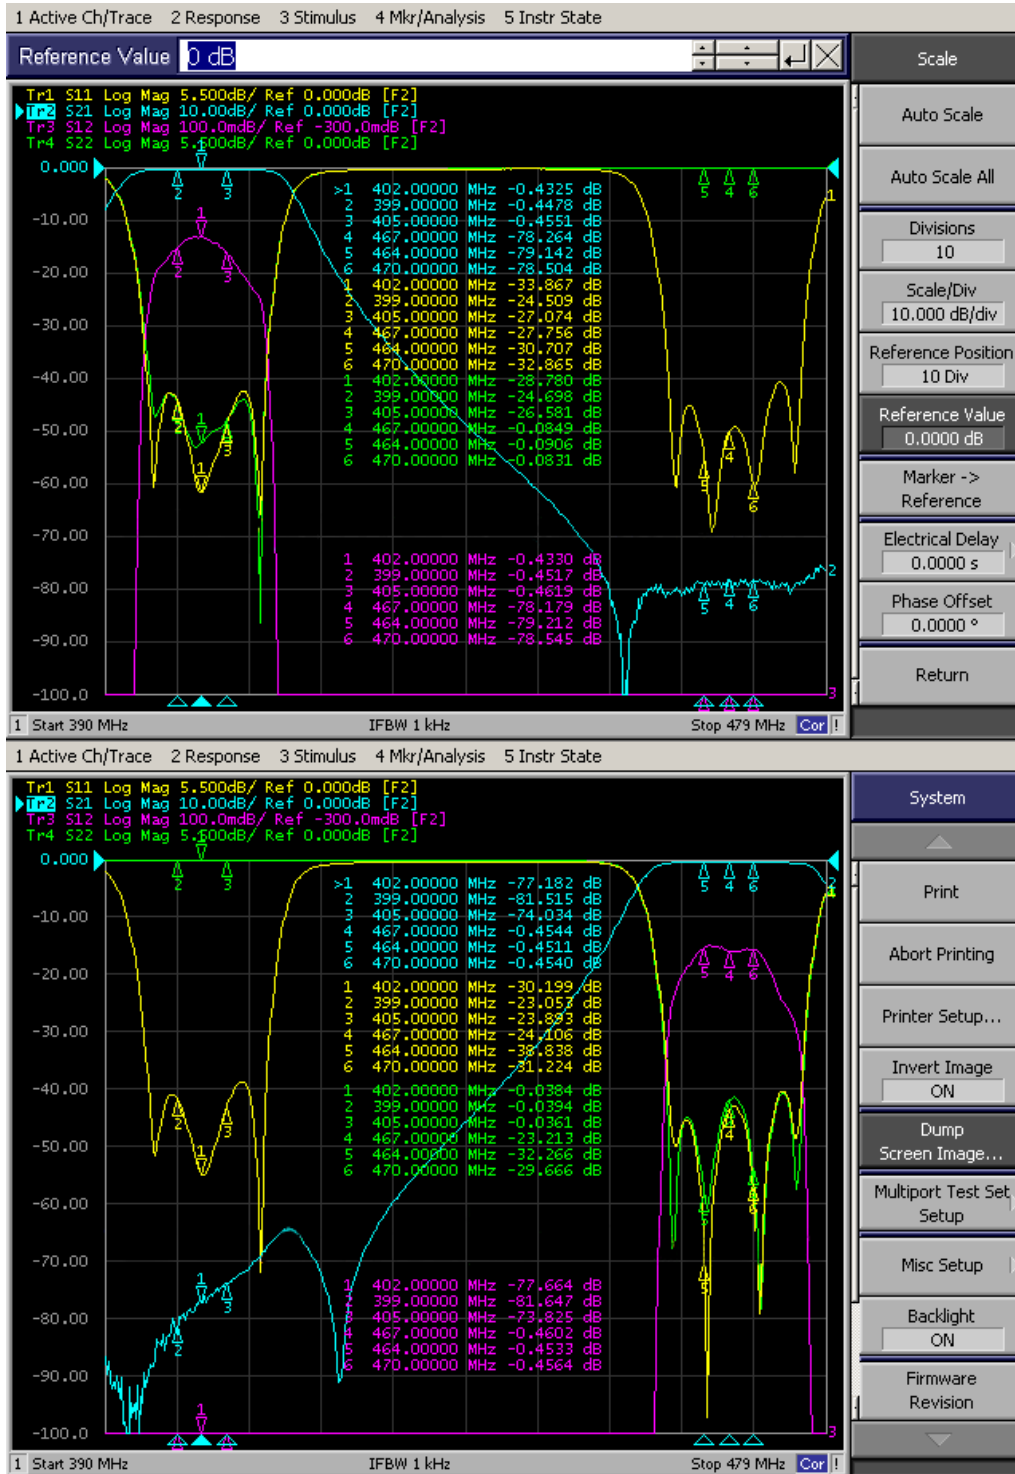 1 Active Ch/Trace 2 Response 3 Stimulus 4 Mkr/Analysis 5 Instr State
Reference Value 0 dB
Scale
Tr1 S11 Log Mag 5.500dB/ Ref 0.000dB [F2]
Tr2 S21 Log Mag 10.00dB/ Ref 0.000dB [F2]
Tr3 S12 Log Mag 100.0mdB/ Ref -300.0mdB [F2]
Tr4 S22 Log Mag 5.500dB/ Ref 0.000dB [F2]
0.000
-10.00
-20.00
-30.00
-40.00
-50.00
-60.00
-70.00
-80.00
-90.00
-100.0
>1 402.00000 MHz -0.4325 dB
2 399.00000 MHz -0.4478 dB
3 405.00000 MHz -0.4551 dB
4 467.00000 MHz -78.264 dB
5 464.00000 MHz -79.142 dB
6 470.00000 MHz -78.504 dB
1 402.00000 MHz -33.867 dB
2 399.00000 MHz -24.509 dB
3 405.00000 MHz -27.074 dB
4 467.00000 MHz -27.756 dB
5 464.00000 MHz -30.707 dB
6 470.00000 MHz -32.865 dB
1 402.00000 MHz -28.780 dB
2 399.00000 MHz -24.698 dB
3 405.00000 MHz -26.581 dB
4 467.00000 MHz -0.0849 dB
5 464.00000 MHz -0.0906 dB
6 470.00000 MHz -0.0831 dB
1 402.00000 MHz -0.4330 dB
2 399.00000 MHz -0.4517 dB
3 405.00000 MHz -0.4619 dB
4 467.00000 MHz -78.179 dB
5 464.00000 MHz -79.212 dB
6 470.00000 MHz -78.545 dB
1 Start 390 MHz IFBW 1 kHz Stop 479 MHz Cor !
Auto Scale
Auto Scale All
Divisions
10
Scale/Div
10.000 dB/div
Reference Position
10 Div
Reference Value
0.0000 dB
Marker ->
Reference
Electrical Delay
0.0000 s
Phase Offset
0.0000 °
Return
1 Active Ch/Trace 2 Response 3 Stimulus 4 Mkr/Analysis 5 Instr State
Tr1 S11 Log Mag 5.500dB/ Ref 0.000dB [F2]
Tr2 S21 Log Mag 10.00dB/ Ref 0.000dB [F2]
Tr3 S12 Log Mag 100.0mdB/ Ref -300.0mdB [F2]
Tr4 S22 Log Mag 5.500dB/ Ref 0.000dB [F2]
0.000
-10.00
-20.00
-30.00
-40.00
-50.00
-60.00
-70.00
-80.00
-90.00
-100.0
>1 402.00000 MHz -77.182 dB
2 399.00000 MHz -81.515 dB
3 405.00000 MHz -74.034 dB
4 467.00000 MHz -0.4544 dB
5 464.00000 MHz -0.4511 dB
6 470.00000 MHz -0.4540 dB
1 402.00000 MHz -30.199 dB
2 399.00000 MHz -23.053 dB
3 405.00000 MHz -23.893 dB
4 467.00000 MHz -24.106 dB
5 464.00000 MHz -38.838 dB
6 470.00000 MHz -31.224 dB
1 402.00000 MHz -0.0384 dB
2 399.00000 MHz -0.0394 dB
3 405.00000 MHz -0.0361 dB
4 467.00000 MHz -23.213 dB
5 464.00000 MHz -32.266 dB
6 470.00000 MHz -29.666 dB
1 402.00000 MHz -77.664 dB
2 399.00000 MHz -81.647 dB
3 405.00000 MHz -73.825 dB
4 467.00000 MHz -0.4602 dB
5 464.00000 MHz -0.4533 dB
6 470.00000 MHz -0.4564 dB
1 Start 390 MHz IFBW 1 kHz Stop 479 MHz Cor !
System
Print
Abort Printing
Printer Setup...
Invert Image
ON
Dump
Screen Image...
Multiport Test Set
Setup
Misc Setup
Backlight
ON
Firmware
Revision